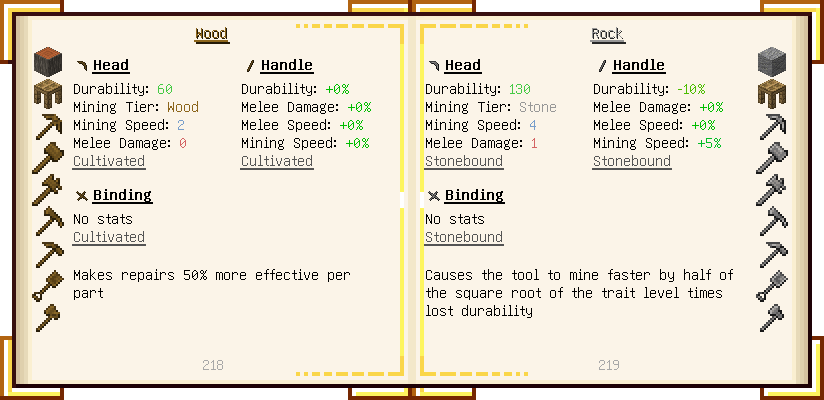 Wood
Head
Durability: 60
Mining Tier: Wood
Mining Speed: 2
Melee Damage: 0
Cultivated
Handle
Durability: +0%
Melee Damage: +0%
Melee Speed: +0%
Mining Speed: +0%
Cultivated
Binding
No stats
Cultivated
Makes repairs 50% more effective per
part
218
Rock
Head
Durability: 130
Mining Tier: Stone
Mining Speed: 4
Melee Damage: 1
Stonebound
Handle
Durability: -10%
Melee Damage: +0%
Melee Speed: +0%
Mining Speed: +5%
Stonebound
Binding
No stats
Stonebound
Causes the tool to mine faster by half of
the square root of the trait level times
lost durability
219